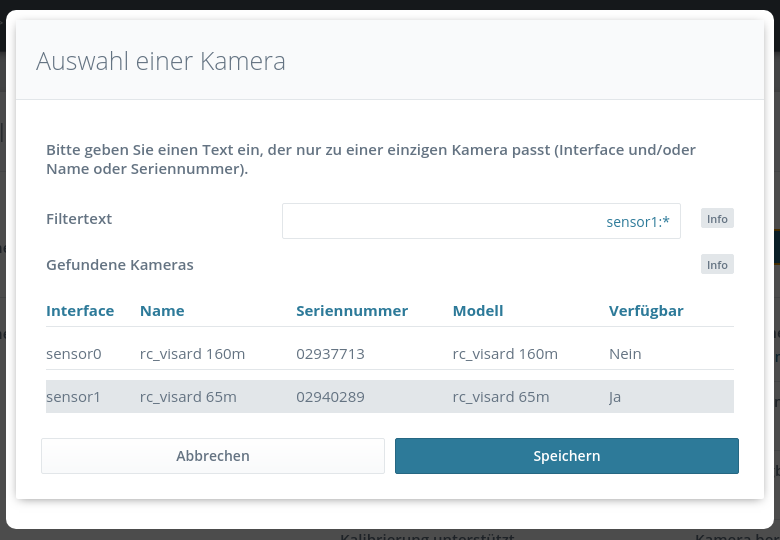 Auswahl einer Kamera
Bitte geben Sie einen Text ein, der nur zu einer einzigen Kamera passt (Interface und/oder
Name oder Seriennummer).
Filtertext sensor1:* Info
Gefundene Kameras Info
Interface Name Seriennummer Modell Verfügbar
sensor0 rc_visard 160m 02937713 rc_visard 160m Nein
sensor1 rc_visard 65m 02940289 rc_visard 65m Ja
Abbrechen Speichern
Kalibrierung unterstützt